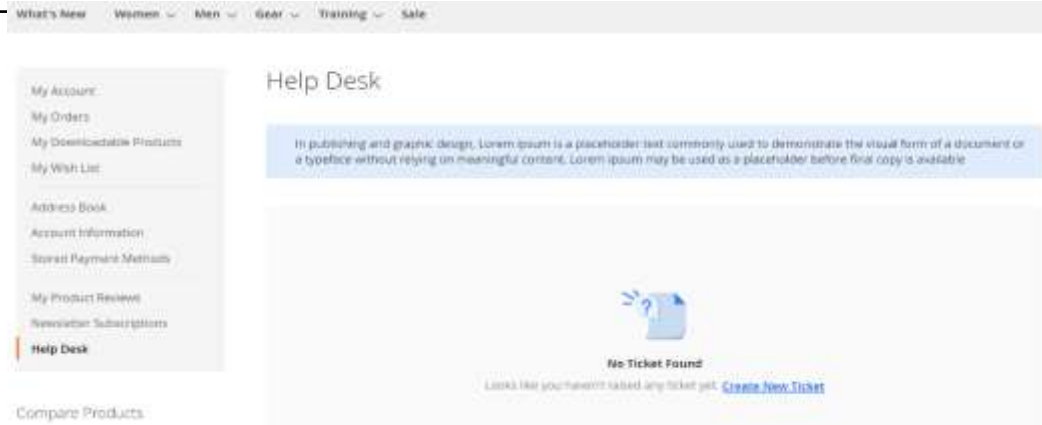 What's New Women Men Gear Training Sale
My Account
My Orders
My Downloadable Products
My Wish List
Address Book
Account Information
Stored Payment Methods
My Product Reviews
Newsletter Subscriptions
Help Desk
Compare Products
Help Desk
In publishing and graphic design, Lorem ipsum is a placeholder text commonly used to demonstrate the visual form of a document or
a typeface without relying on meaningful content. Lorem ipsum may be used as a placeholder before final copy is available
?
No Ticket Found
Looks like you haven't raised any ticket yet. Create New Ticket